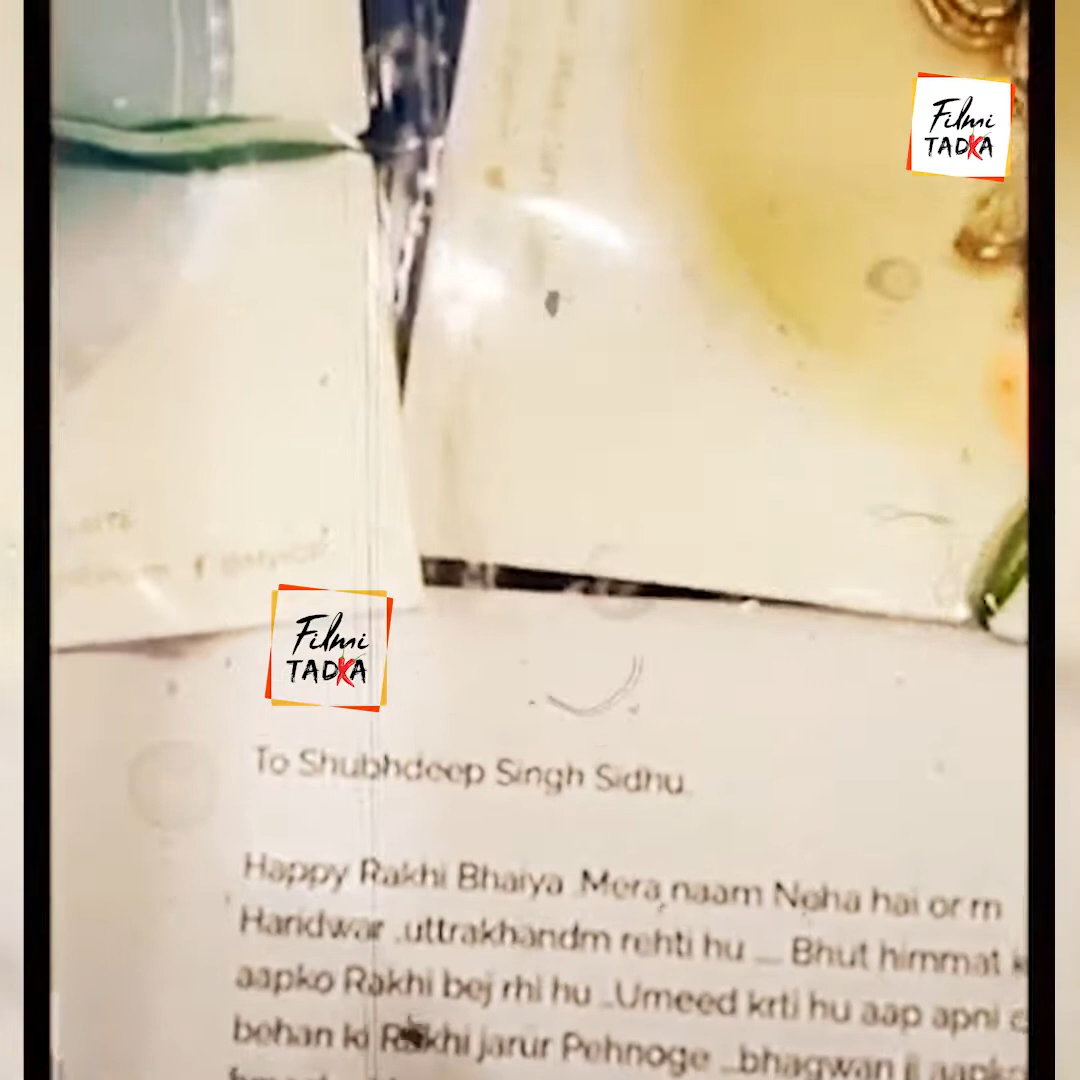 Filmi
TADKA
Filmi
TADKA
To Shubhdeep Singh Sidhu.
Happy Rakhi Bhaiya .Mera naam Neha hai or m
Haridwar .uttrakhandm rehti hu ... Bhut himmat
aapko Rakhi bej rhi hu ..Umeed krti hu aap apni
behan ki Rakhi jarur Pehnoge ...bhagwan ji aapko